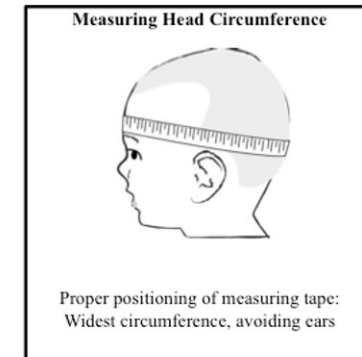 Measuring Head Circumference
Proper positioning of measuring tape:
Widest circumference, avoiding ears